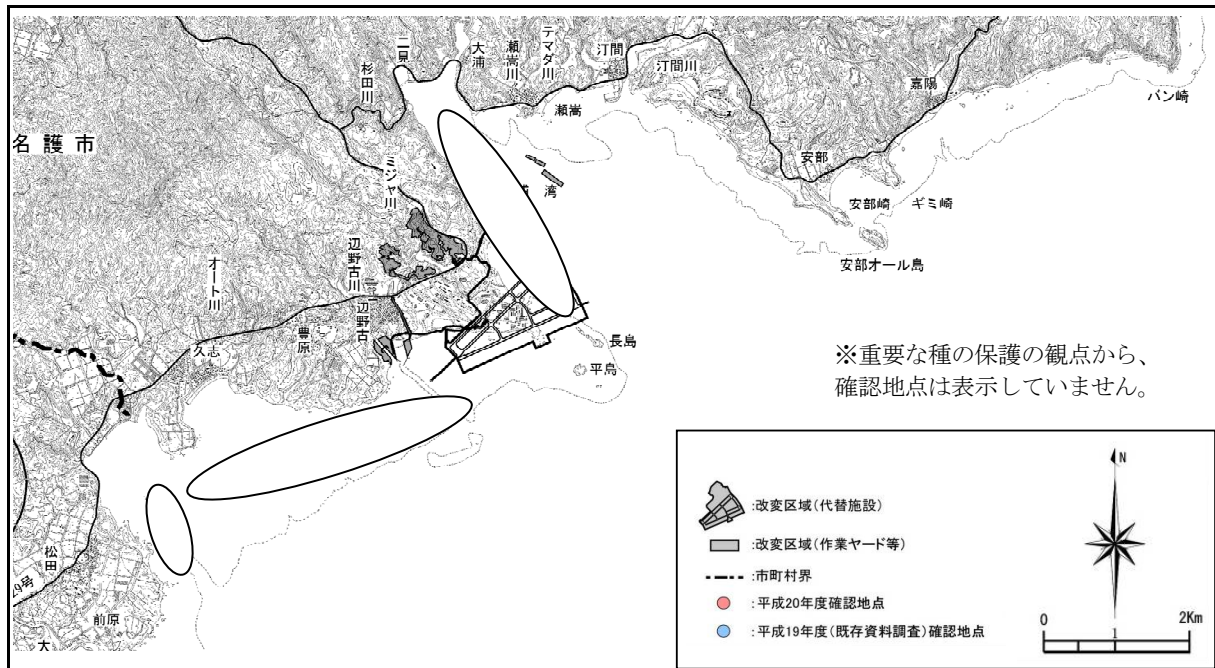 二見
大浦
瀬嵩川
テマダ川
汀間
杉田川
汀間川
嘉陽
バン崎
瀬嵩
名護市
ミジャ川
湾
安部
安部崎
ギミ崎
安部オール島
辺野古川
オート川
辺野古
豊原
久志
長島
平島
※重要な種の保護の観点から、
確認地点は表示していません。
N
:改変区域(代替施設)
:改変区域(作業ヤード等)
:市町村界
:平成20年度確認地点
:平成19年度(既存資料調査)確認地点
0
1
2Km
松田
29号
前原
大